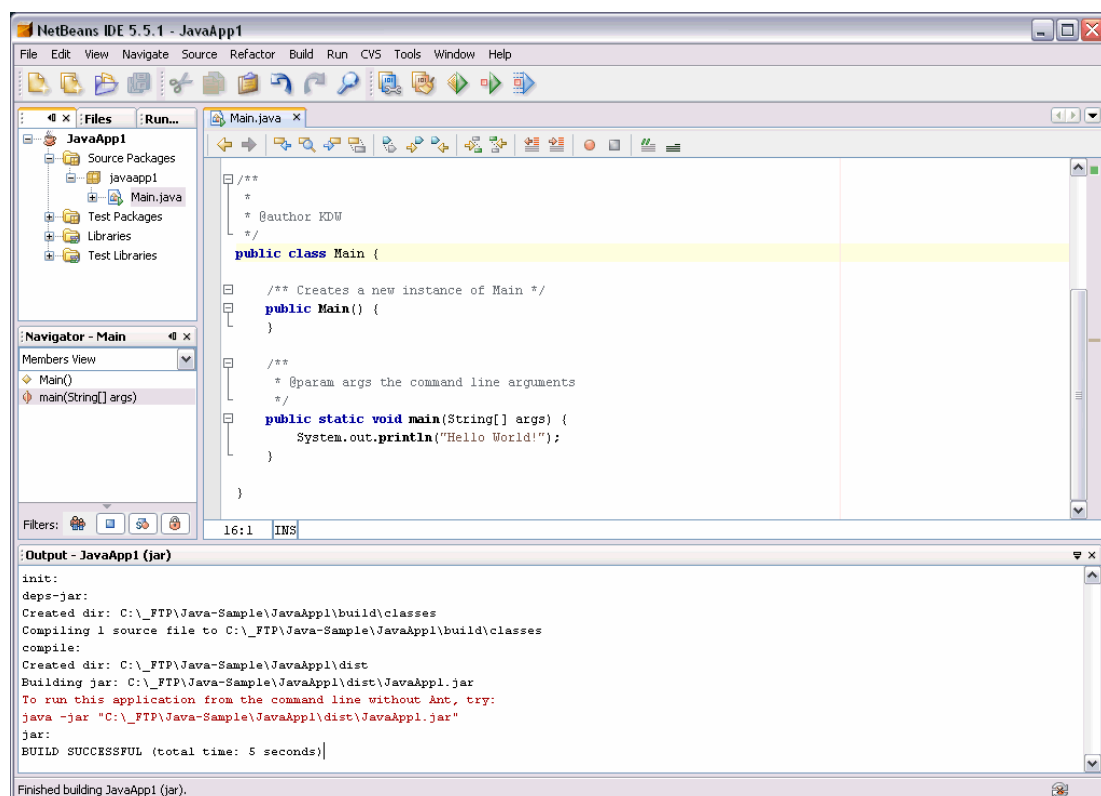 NetBeans IDE 5.5.1 - JavaApp1
File Edit View Navigate Source Refactor Build Run CVS Tools Window Help
Files Run...
JavaApp1
Source Packages
javaapp1
Main.java
Test Packages
Libraries
Test Libraries
Navigator - Main
Members View
Main()
main(String[] args)
Filters:
Main.java
/**
*
* @author KDW
*/
public class Main {
/** Creates a new instance of Main */
public Main() {
}
/**
* @param args the command line arguments
*/
public static void main(String[] args) {
System.out.println("Hello World!");
}
}
16:1 INS
Output - JavaApp1 (jar)
init:
deps-jar:
Created dir: C:\_FTP\Java-Sample\JavaApp1\build\classes
Compiling 1 source file to C:\_FTP\Java-Sample\JavaApp1\build\classes
compile:
Created dir: C:\_FTP\Java-Sample\JavaApp1\dist
Building jar: C:\_FTP\Java-Sample\JavaApp1\dist\JavaApp1.jar
To run this application from the command line without Ant, try:
java -jar "C:\_FTP\Java-Sample\JavaApp1\dist\JavaApp1.jar"
jar:
BUILD SUCCESSFUL (total time: 5 seconds)
Finished building JavaApp1 (jar).